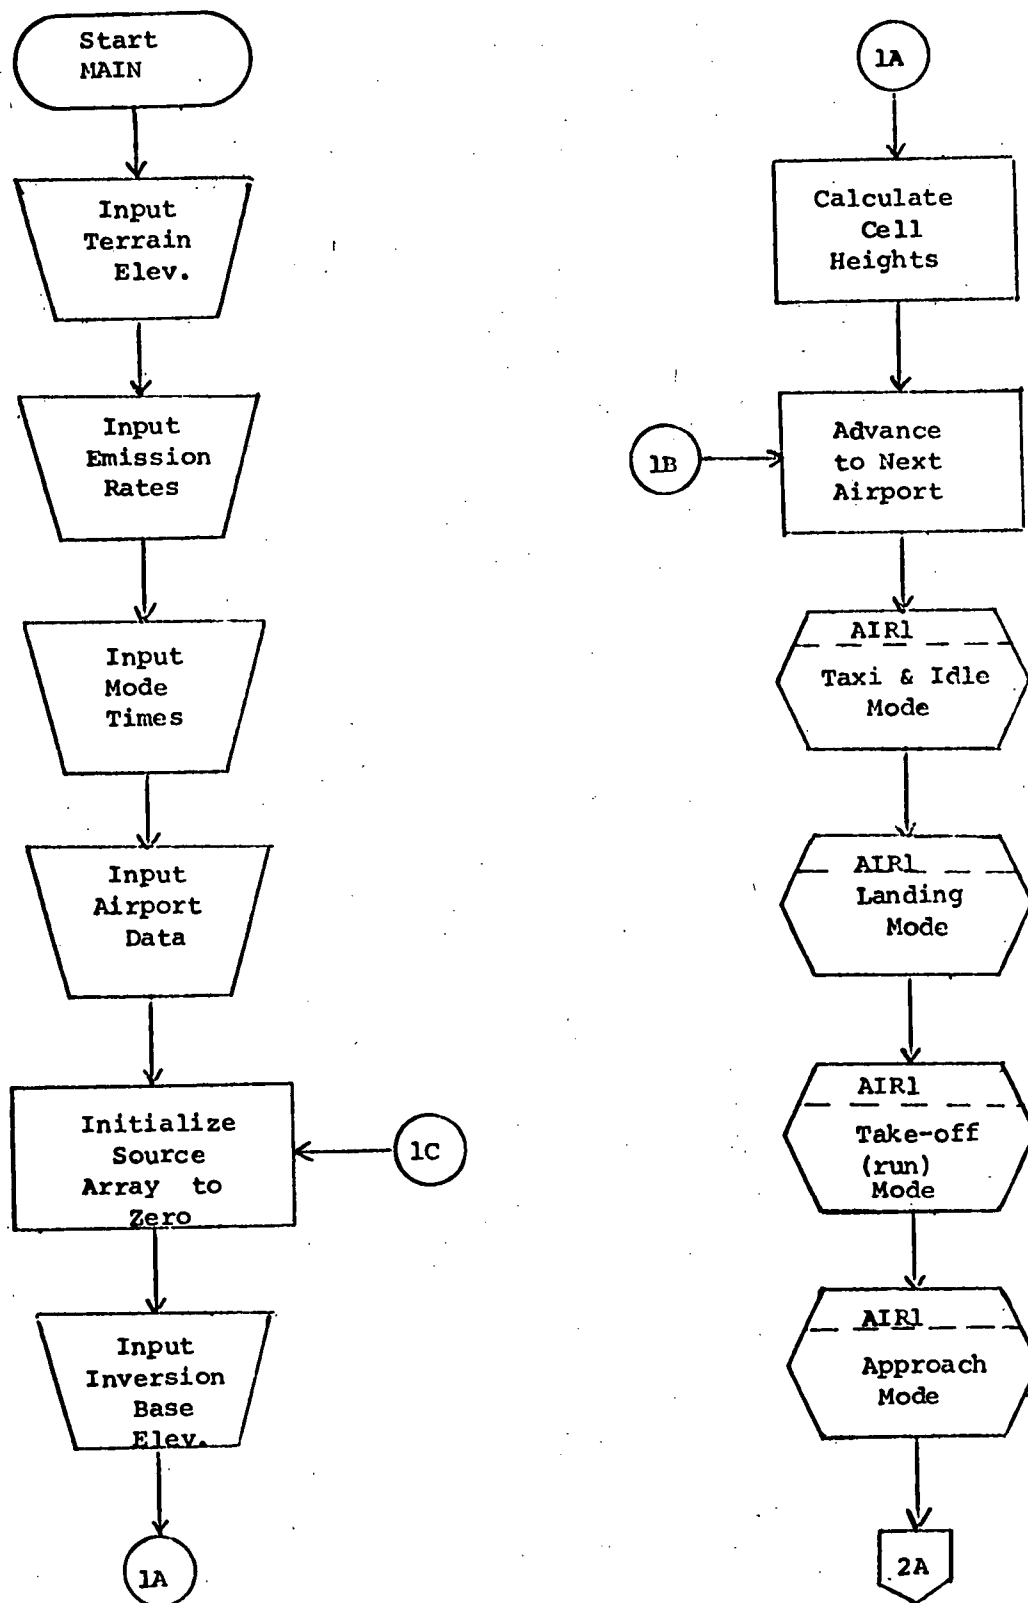 Start
MAIN
Input
Terrain
Elev.
Input
Emission
Rates
Input
Mode
Times
Input
Airport
Data
Initialize
Source
Array to
Zero
1C
Input
Inversion
Base
Elev.
1A
1A
Calculate
Cell
Heights
1B
Advance
to Next
Airport
AIR1
Taxi & Idle
Mode
AIR1
Landing
Mode
AIR1
Take-off
(run)
Mode
AIR1
Approach
Mode
2A